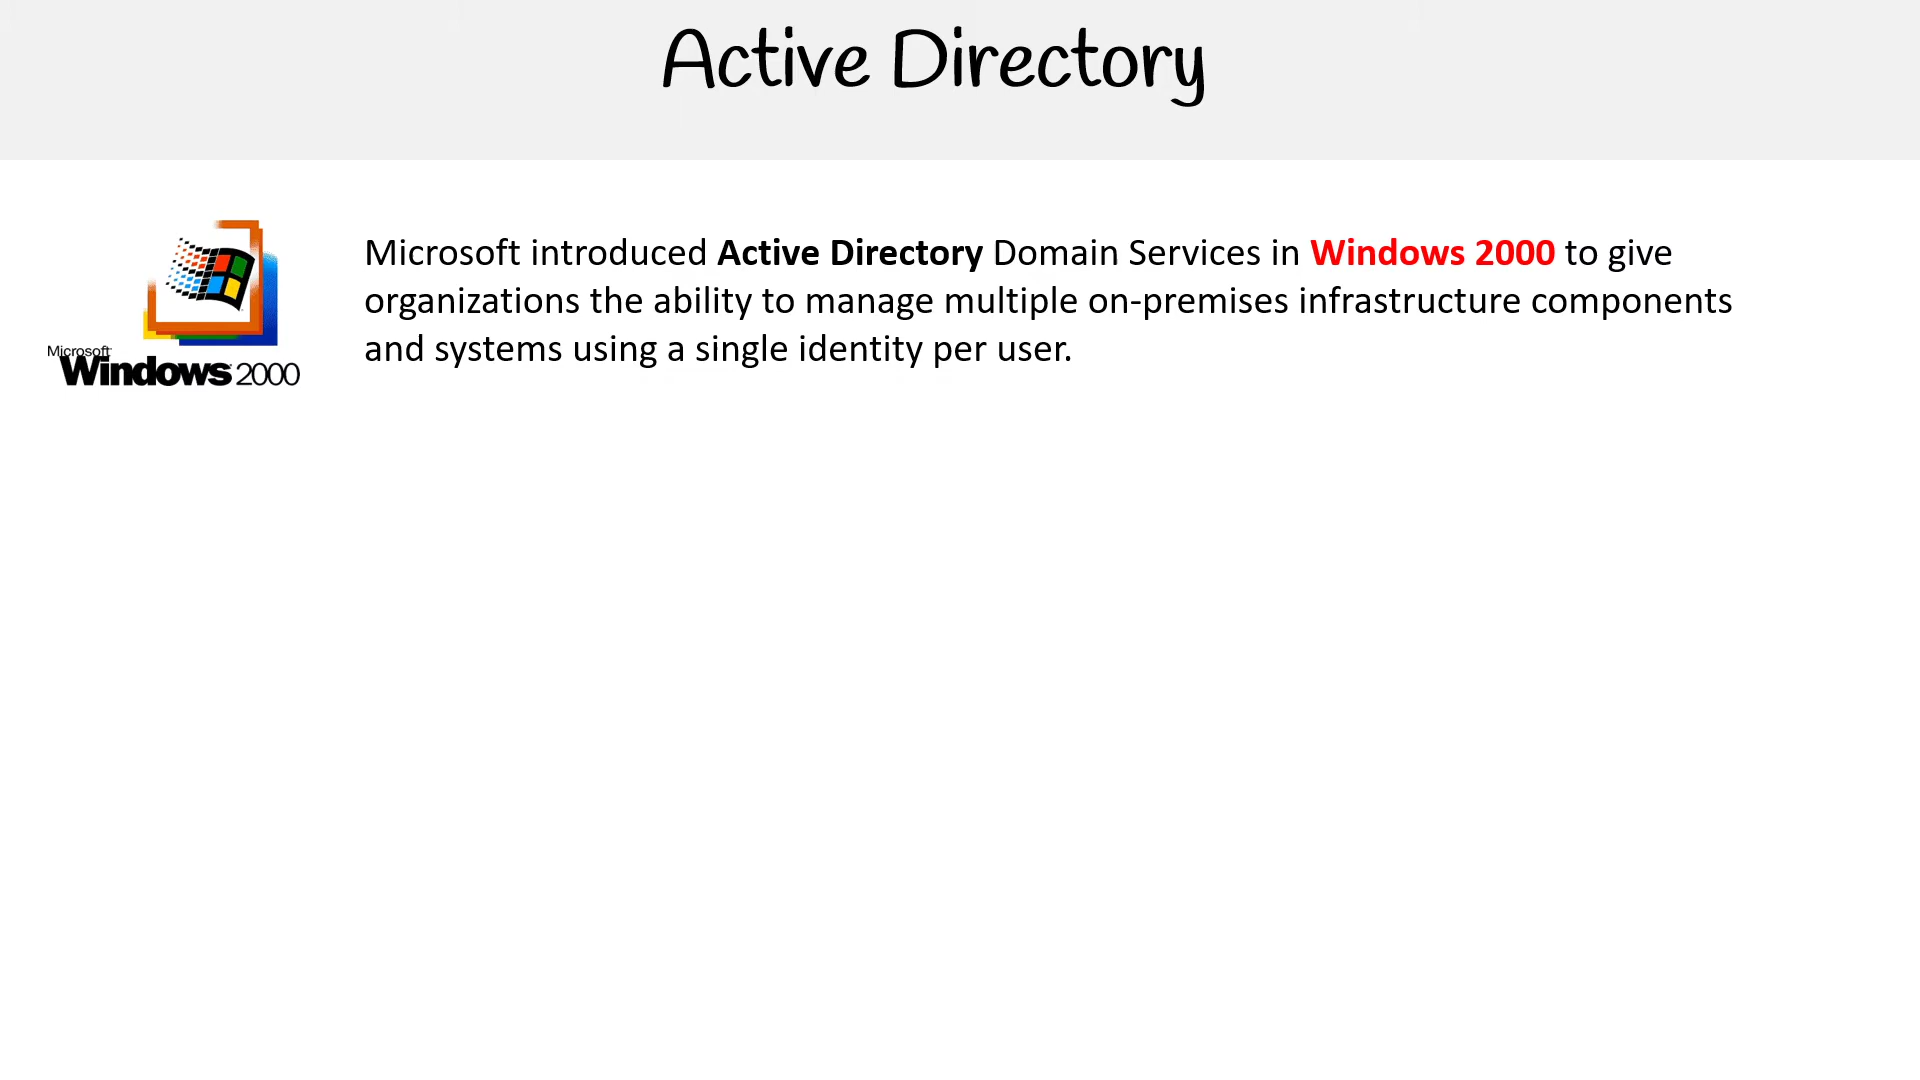 Active Directory
Microsoft introduced Active Directory Domain Services in Windows 2000 to give
organizations the ability to manage multiple on-premises infrastructure components
and systems using a single identity per user.
Microsoft
Windows 2000